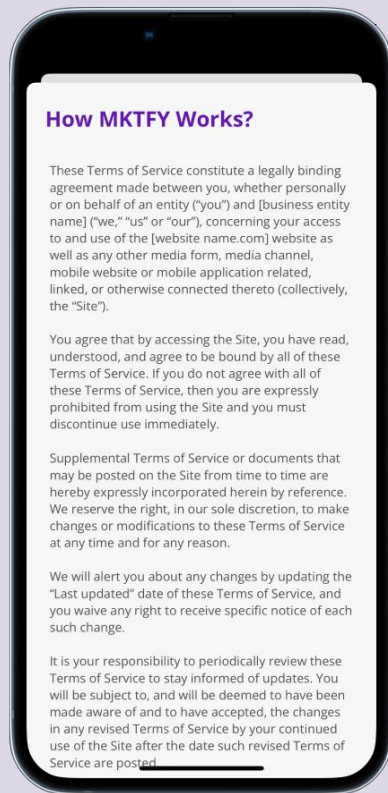 How MKTFY Works?
These Terms of Service constitute a legally binding
agreement made between you, whether personally
or on behalf of an entity (“you”) and [business entity
name] (“we,” “us” or “our”), concerning your access
to and use of the [website name.com] website as
well as any other media form, media channel,
mobile website or mobile application related,
linked, or otherwise connected thereto (collectively,
the “Site”).
You agree that by accessing the Site, you have read,
understood, and agree to be bound by all of these
Terms of Service. If you do not agree with all of
these Terms of Service, then you are expressly
prohibited from using the Site and you must
discontinue use immediately.
Supplemental Terms of Service or documents that
may be posted on the Site from time to time are
hereby expressly incorporated herein by reference.
We reserve the right, in our sole discretion, to make
changes or modifications to these Terms of Service
at any time and for any reason.
We will alert you about any changes by updating the
“Last updated” date of these Terms of Service, and
you waive any right to receive specific notice of each
such change.
It is your responsibility to periodically review these
Terms of Service to stay informed of updates. You
will be subject to, and will be deemed to have been
made aware of and to have accepted, the changes
in any revised Terms of Service by your continued
use of the Site after the date such revised Terms of
Service are posted